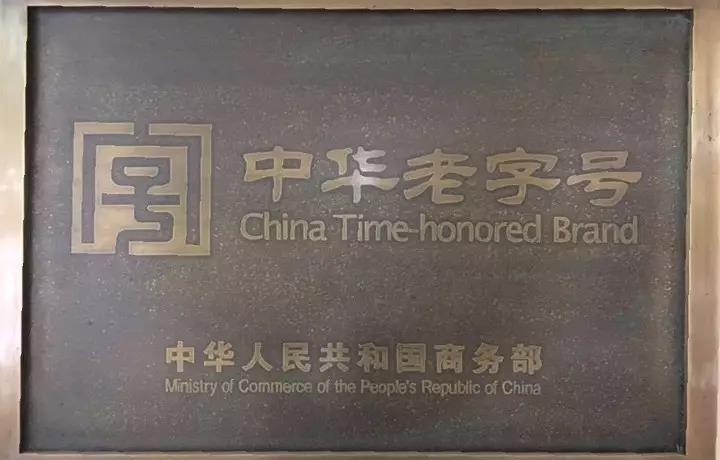 中华老字号
China Time-honored Brand
中华人民共和国商务部
Ministry of Commerce of the People's Republic of China